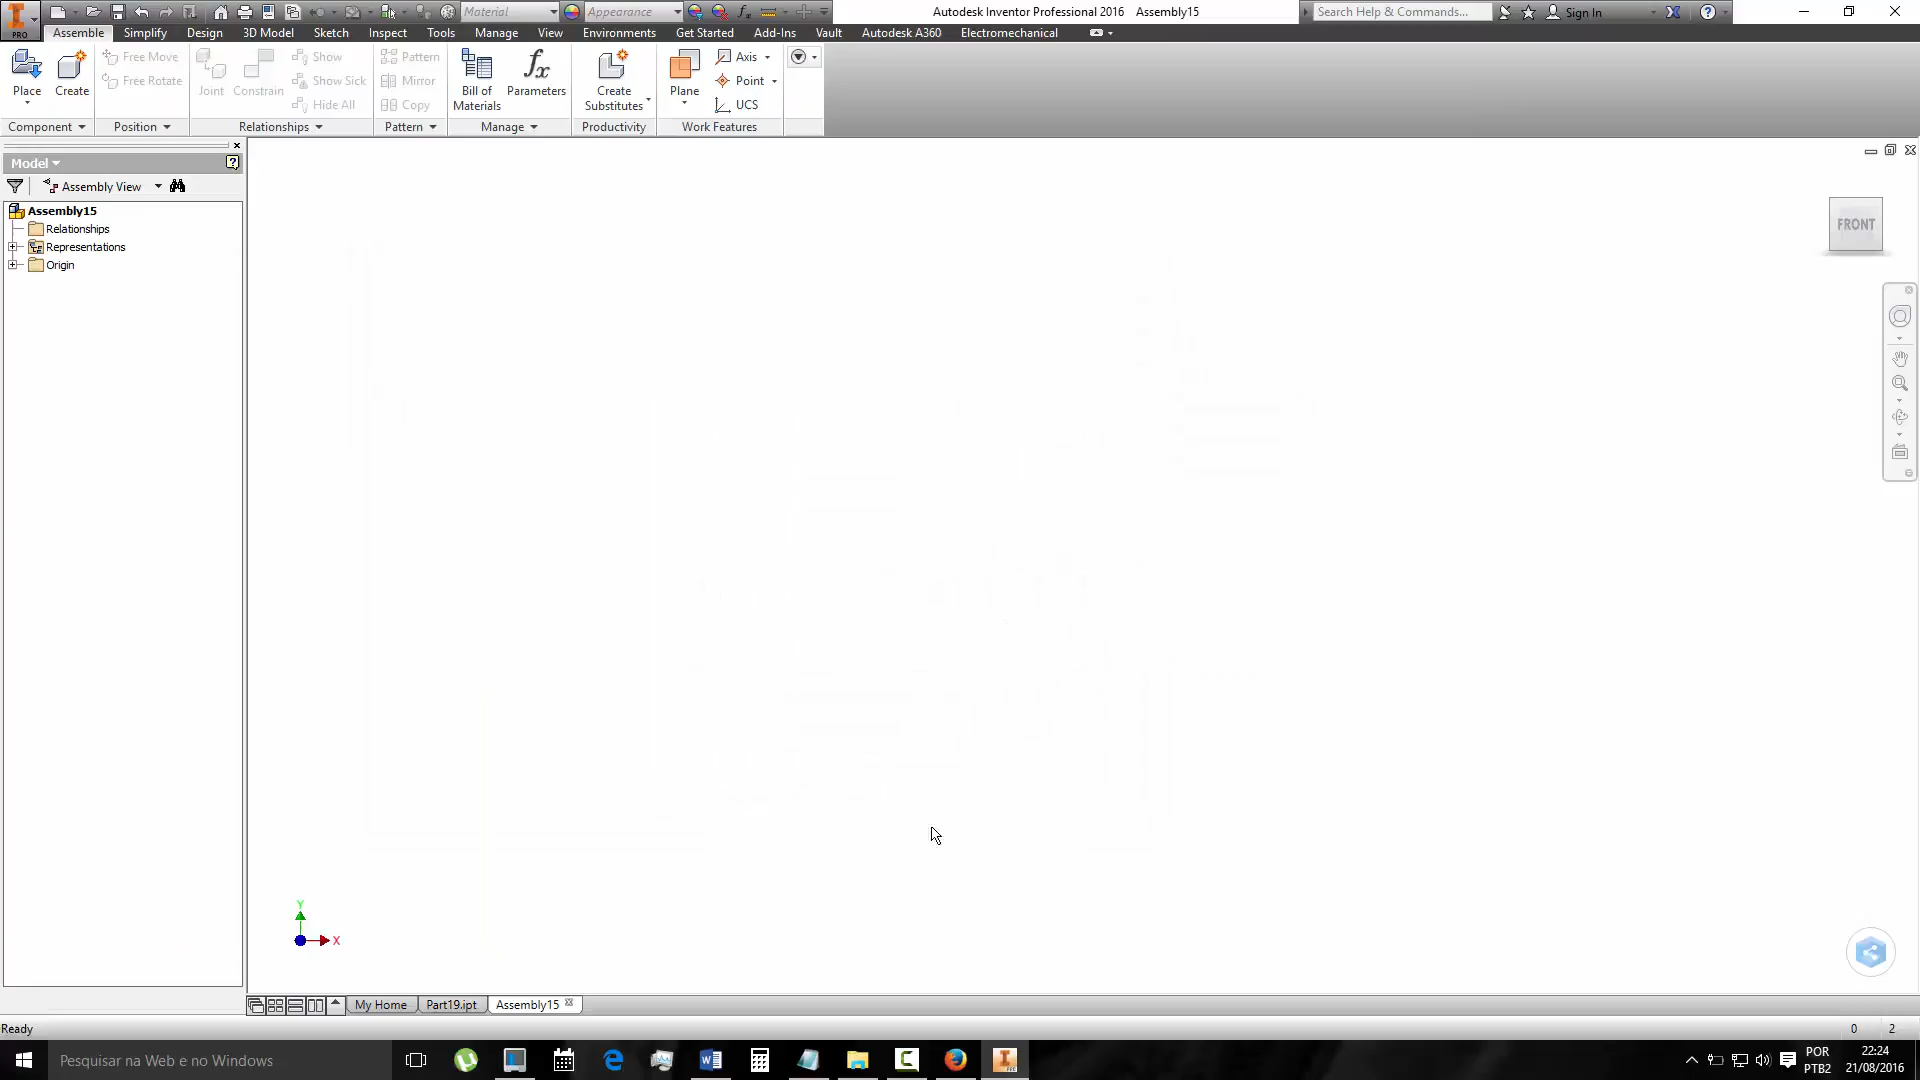 Material
Appearance
Autodesk Inventor Professional 2016 Assembly15
Search Help & Commands...
Sign In
PRO
Assemble Simplify Design 3D Model Sketch Inspect Tools Manage View Environments Get Started Add-Ins Vault Autodesk A360 Electromechanical
Place
Create
Free Move
Free Rotate
Joint
Constrain
Show
Show Sick
Hide All
Pattern
Mirror
Copy
Bill of
Materials
Parameters
Create
Substitutes
Plane
Axis
Point
UCS
Component Position Relationships Pattern Manage Productivity Work Features
Model
Assembly View
Assembly15
Relationships
Representations
Origin
FRONT
Y
X
My Home Part19.ipt Assembly15
Ready
0 2
Pesquisar na Web e no Windows
POR
PTB2
22:24
21/08/2016